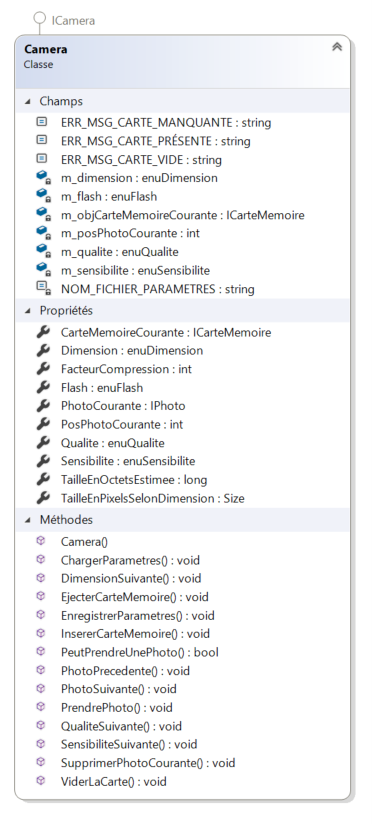 ICamera
Camera
Classe
Champs
ERR_MSG_CARTE_MANQUANTE : string
ERR_MSG_CARTE_PRÉSENTE : string
ERR_MSG_CARTE_VIDE : string
m_dimension : enuDimension
m_flash : enuFlash
m_objCarteMemoireCourante : ICarteMemoire
m_posPhotoCourante : int
m_qualite : enuQualite
m_sensibilite : enuSensibilite
NOM_FICHIER_PARAMETRES : string
Propriétés
CarteMemoireCourante : ICarteMemoire
Dimension : enuDimension
FacteurCompression : int
Flash : enuFlash
PhotoCourante : IPhoto
PosPhotoCourante : int
Qualite : enuQualite
Sensibilite : enuSensibilite
TailleEnOctetsEstimee : long
TailleEnPixelsSelonDimension : Size
Méthodes
Camera()
ChargerParametres() : void
DimensionSuivante() : void
EjecterCarteMemoire() : void
EnregistrerParametres() : void
InsererCarteMemoire() : void
PeutPrendreUnePhoto() : bool
PhotoPrecedente() : void
PhotoSuivante() : void
PrendrePhoto() : void
QualiteSuivante() : void
SensibiliteSuivante() : void
SupprimerPhotoCourante() : void
ViderLaCarte() : void